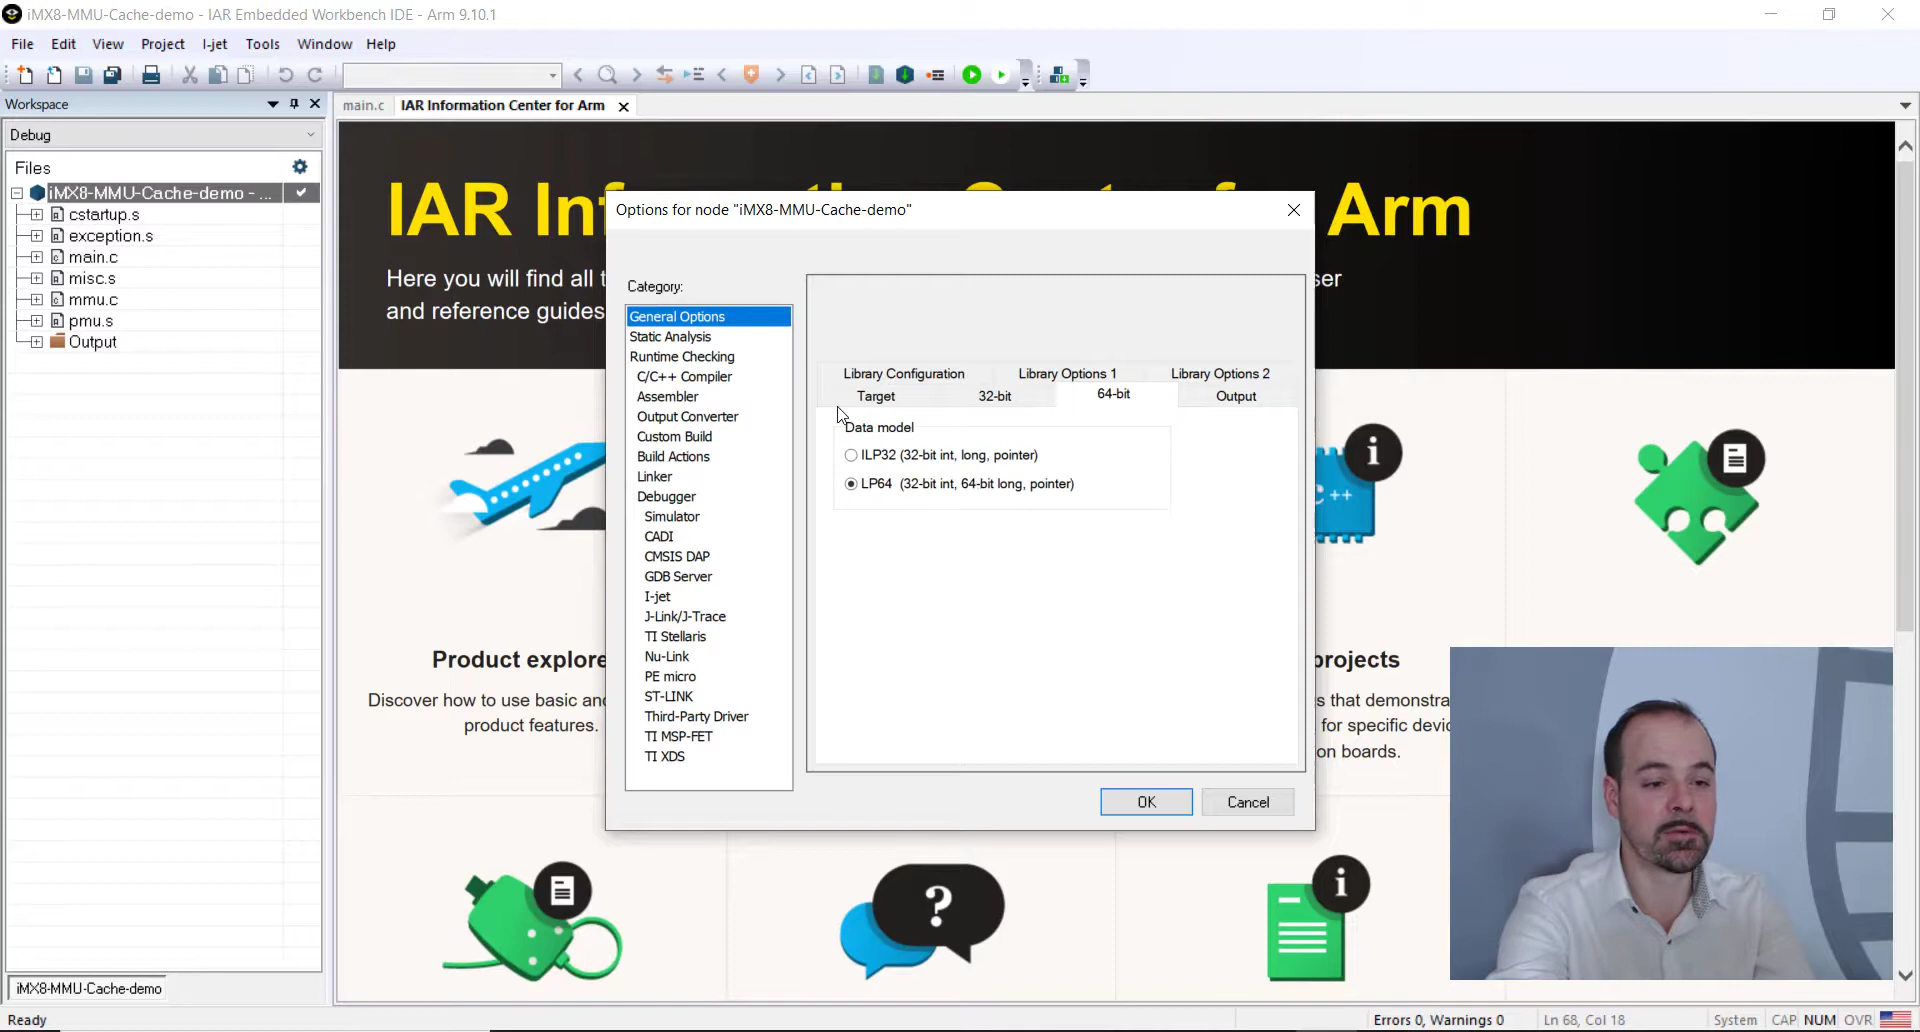 iMX8-MMU-Cache-demo - IAR Embedded Workbench IDE - Arm 9.10.1
File Edit View Project I-jet Tools Window Help
Workspace
main.c IAR Information Center for Arm
Debug
Files
iMX8-MMU-Cache-demo - ...
cstartup.s
exception.s
main.c
misc.s
mmu.c
pmu.s
Output
IAR Inf Arm
Here you will find all t ser
and reference guides
Options for node "iMX8-MMU-Cache-demo"
Category:
General Options
Static Analysis
Runtime Checking
C/C++ Compiler
Assembler
Output Converter
Custom Build
Build Actions
Linker
Debugger
Simulator
CADI
CMSIS DAP
GDB Server
I-jet
J-Link/J-Trace
TI Stellaris
Nu-Link
PE micro
ST-LINK
Third-Party Driver
TI MSP-FET
TI XDS
Library Configuration Library Options 1 Library Options 2
Target 32-bit 64-bit Output
Data model
ILP32 (32-bit int, long, pointer)
LP64 (32-bit int, 64-bit long, pointer)
OK Cancel
++
i
Product explore
Discover how to use basic and
product features.
projects
s that demonstra
for specific devic
on boards.
?
i
iMX8-MMU-Cache-demo
Ready Errors 0, Warnings 0 Ln 68, Col 18 System CAP NUM OVR